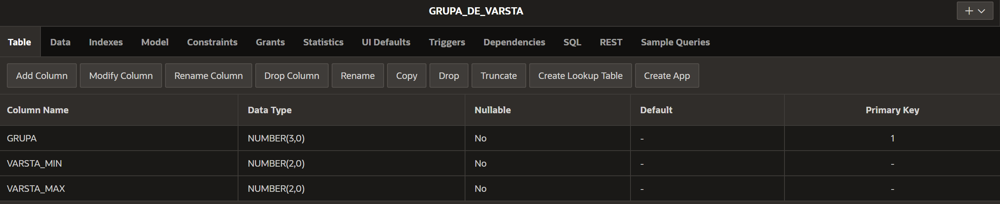 GRUPA_DE_VARSTA
Table Data Indexes Model Constraints Grants Statistics UI Defaults Triggers Dependencies SQL REST Sample Queries
Add Column Modify Column Rename Column Drop Column Rename Copy Drop Truncate Create Lookup Table Create App
Column Name Data Type Nullable Default Primary Key
GRUPA NUMBER(3,0) No - 1
VARSTA_MIN NUMBER(2,0) No - -
VARSTA_MAX NUMBER(2,0) No - -